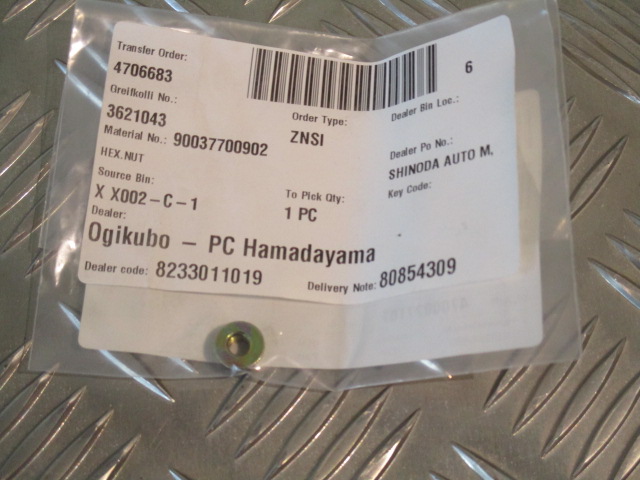 Transfer Order:
4706683
6
Greifkolli No.:
3621043
Order Type:
ZNSI
Dealer Bin Loc.:
Material No.: 90037700902
HEX.NUT
Dealer Po No.:
SHINODA AUTO M,
Source Bin:
X X002-C-1
To Pick Qty:
1 PC
Key Code:
Dealer:
Ogikubo - PC Hamadayama
Dealer code: 8233011019
Delivery Note: 80854309